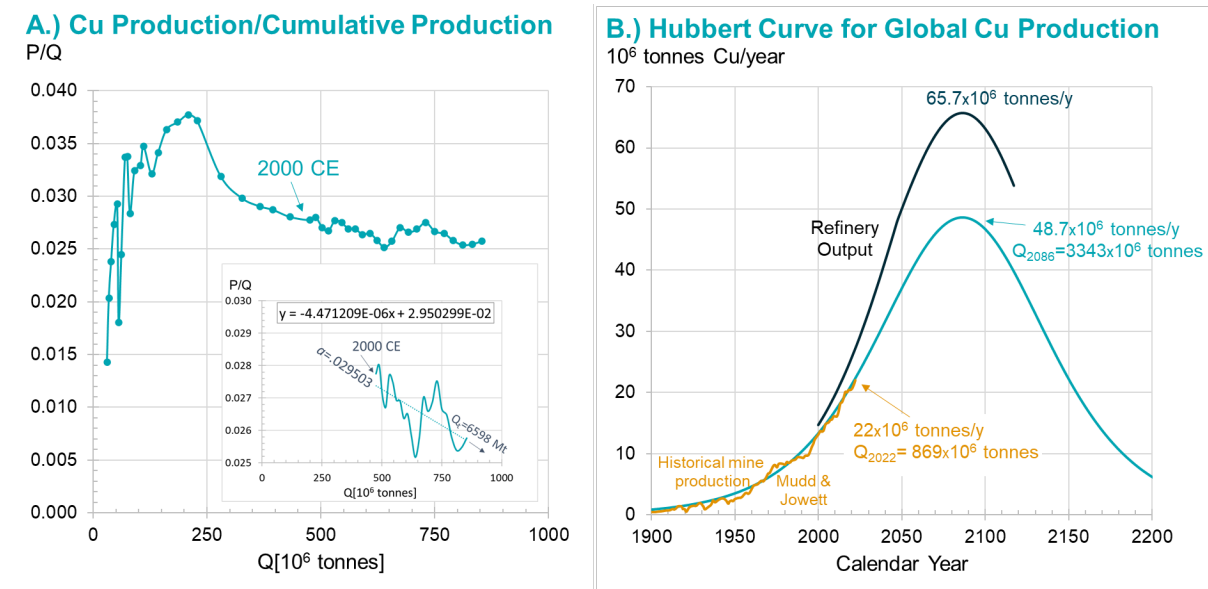 A.) Cu Production/Cumulative Production
P/Q
0.040
0.035
0.030
0.025
0.020
0.015
0.010
0.005
0.000
0
250
500
750
1000
Q[10⁶ tonnes]
2000 CE
P/Q
0.030
0.029
0.028
0.027
0.026
0.025
y = -4.471209E-06x + 2.950299E-02
2000 CE
a=.029503
Qₜ=6598 Mt
0
250
500
750
1000
Q[10⁶ tonnes]
B.) Hubbert Curve for Global Cu Production
10⁶ tonnes Cu/year
70
60
50
40
30
20
10
0
65.7x10⁶ tonnes/y
Refinery
Output
48.7x10⁶ tonnes/y
Q₂₀₈₆=3343x10⁶ tonnes
22x10⁶ tonnes/y
Q₂₀₂₂= 869x10⁶ tonnes
Historical mine
production
Mudd &
Jowett
1900
1950
2000
2050
2100
2150
2200
Calendar Year